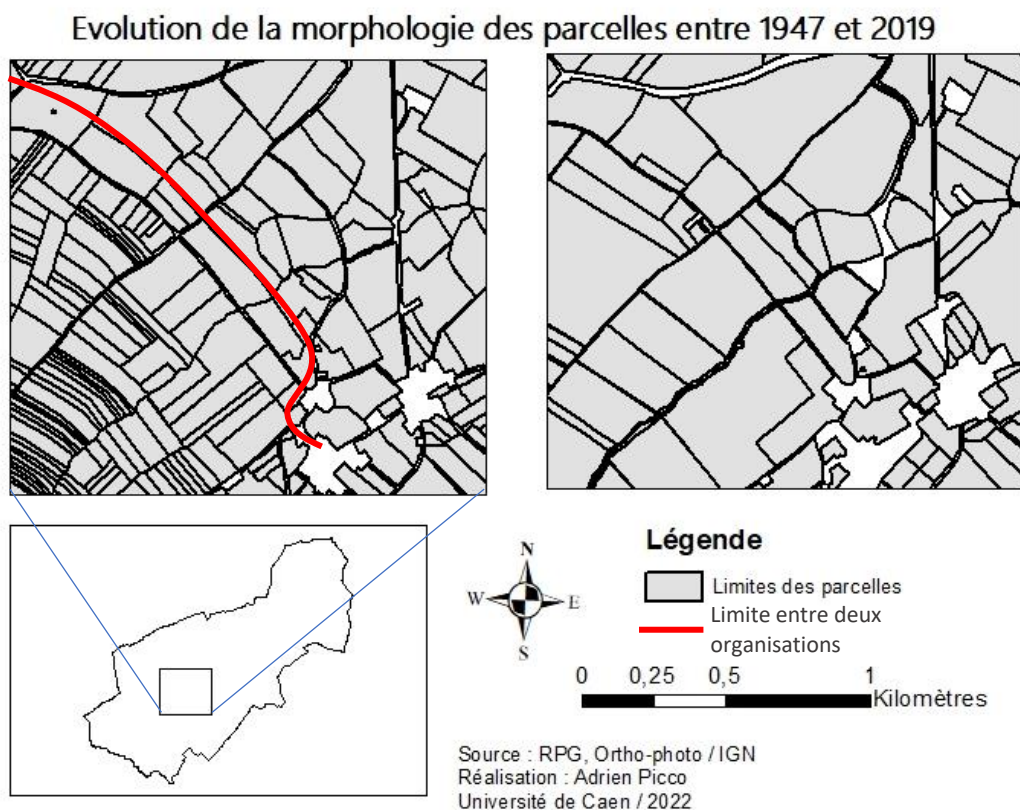 Evolution de la morphologie des parcelles entre 1947 et 2019
N
W
E
S
Légende
Limites des parcelles
Limite entre deux
organisations
0 0,25 0,5 1
Kilomètres
Source : RPG, Ortho-photo / IGN
Réalisation : Adrien Picco
Université de Caen / 2022